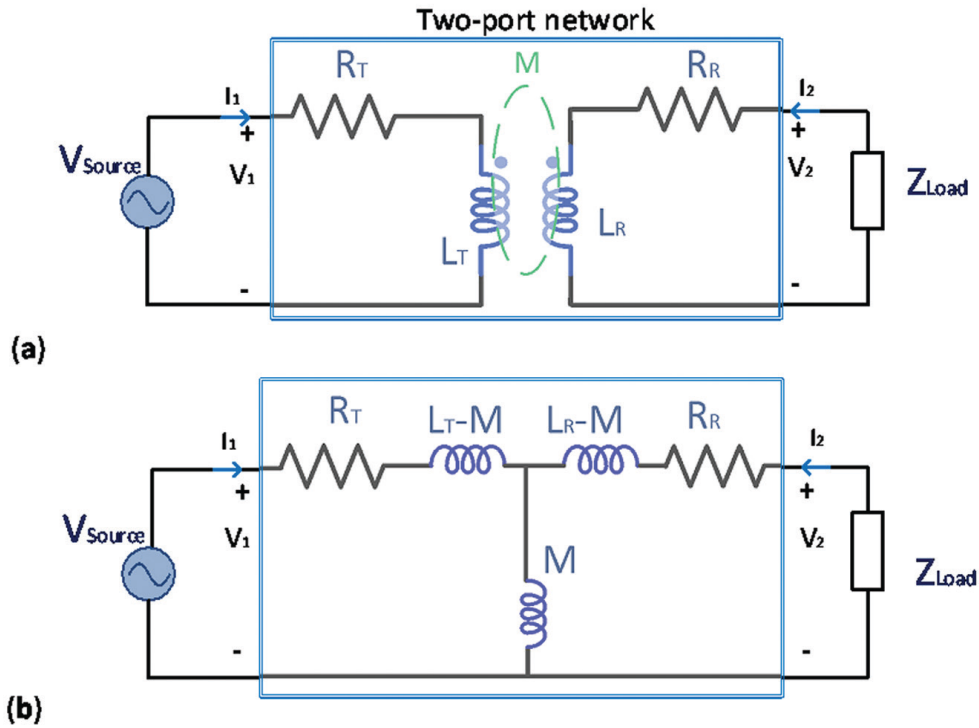 Two-port network
RT
M
RR
I1
I2
+
+
VSource
V1
V2
ZLoad
LT
LR
-
-
(a)
RT
LT-M
LR-M
RR
I1
I2
+
+
VSource
V1
V2
M
ZLoad
-
-
(b)